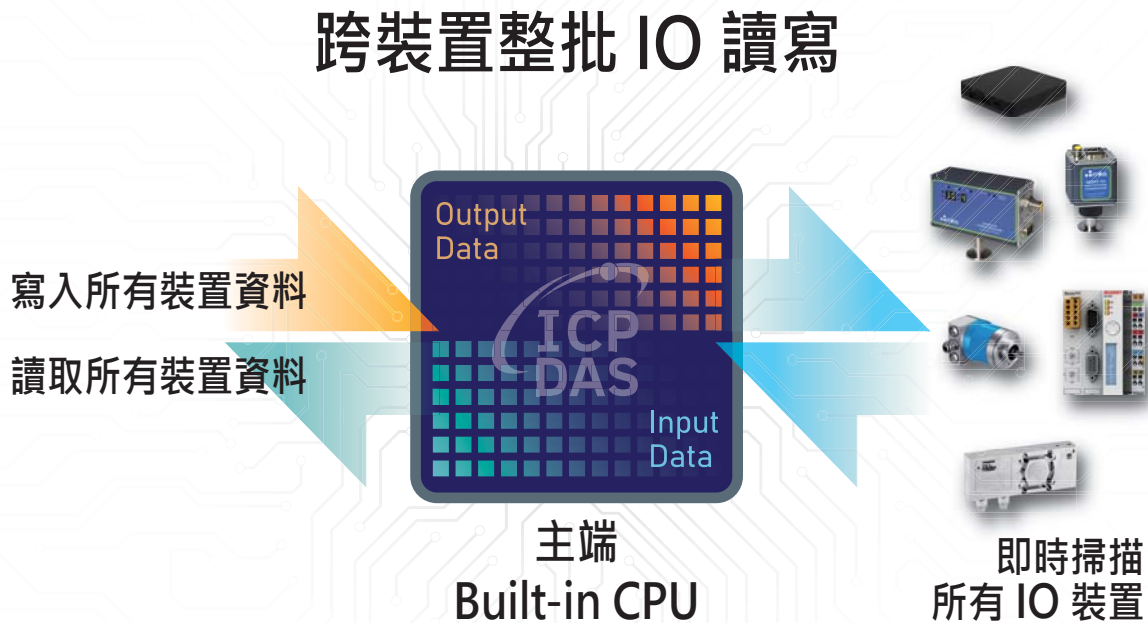 跨裝置整批 IO 讀寫
Output
Data
寫入所有裝置資料
讀取所有裝置資料
ICP
DAS
Input
Data
主端
Built-in CPU
即時掃描
所有 IO 裝置